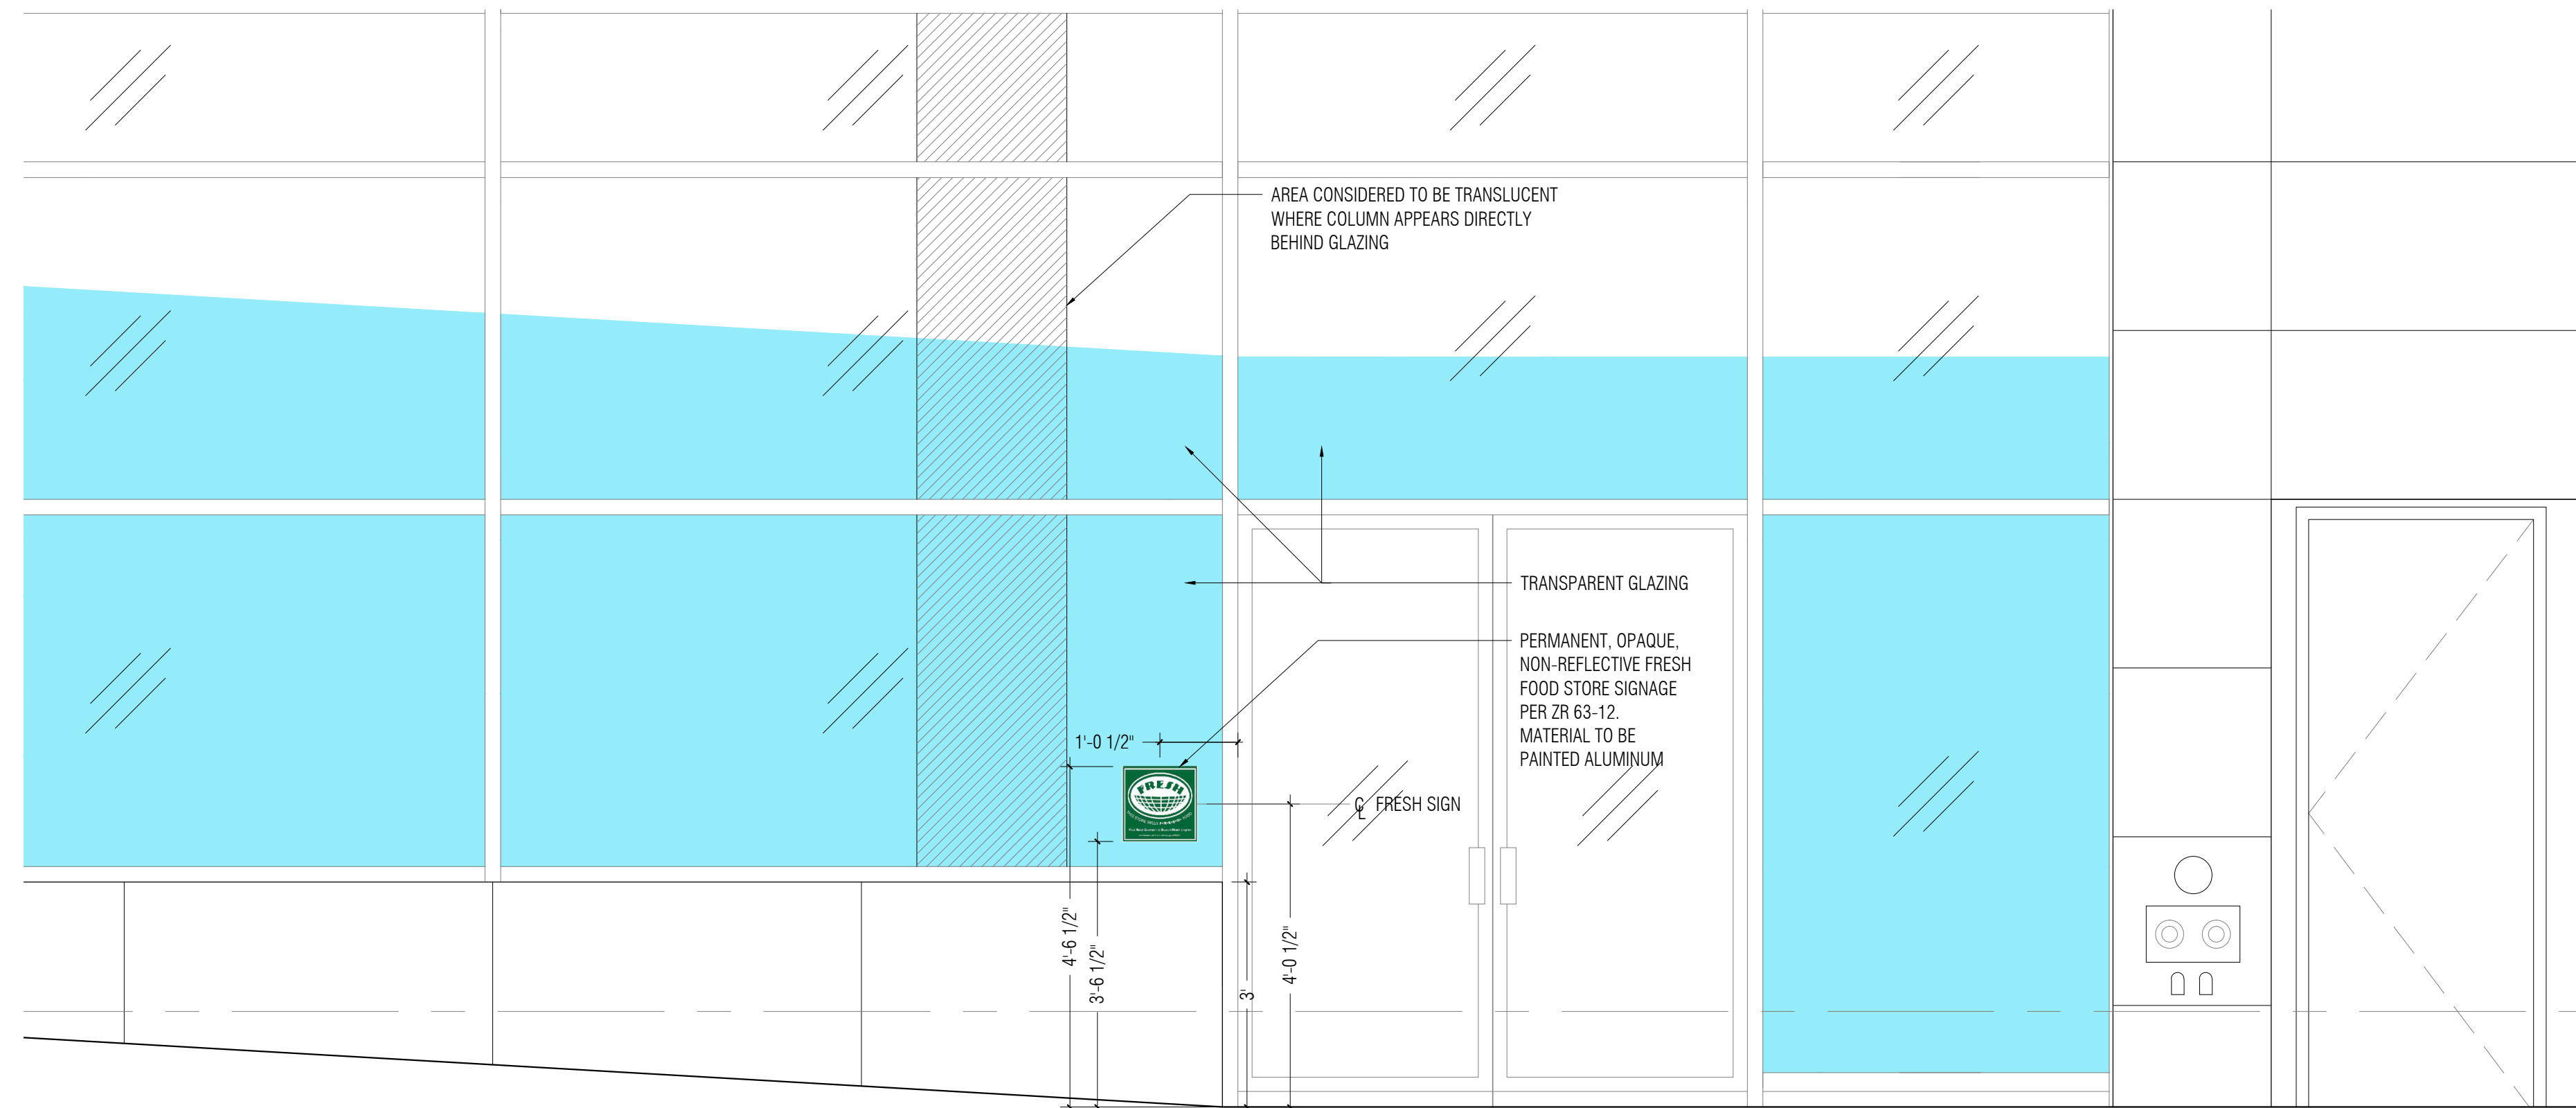 AREA CONSIDERED TO BE TRANSLUCENT
WHERE COLUMN APPEARS DIRECTLY
BEHIND GLAZING
TRANSPARENT GLAZING
PERMANENT, OPAQUE,
NON-REFLECTIVE FRESH
FOOD STORE SIGNAGE
PER ZR 63-12.
MATERIAL TO BE
PAINTED ALUMINUM
1'-0 1/2"
FRESH
℄ FRESH SIGN
4'-6 1/2"
3'-6 1/2"
3'
4'-0 1/2"